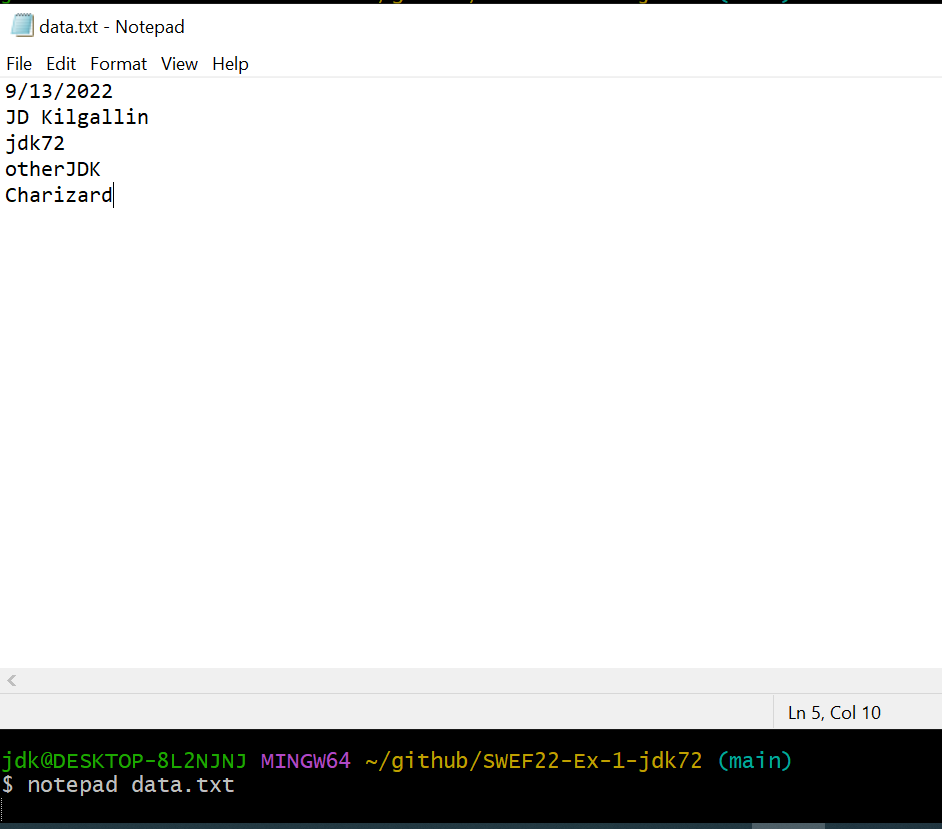 data.txt - Notepad
File Edit Format View Help
9/13/2022
JD Kilgallin
jdk72
otherJDK
Charizard
Ln 5, Col 10
jdk@DESKTOP-8L2NJNJ MINGW64 ~/github/SWEF22-Ex-1-jdk72 (main)
$ notepad data.txt